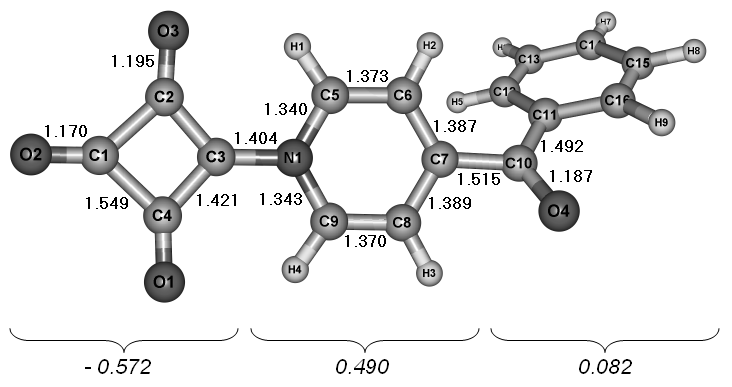 O3 H1 H2 H7
H C13 C14 C15 H8
1.195 C2 1.373 H5 C12 C16
C5 C6 C11 H9
1.170 1.340 1.387 1.492
O2 C1 C3 1.404 N1 C7 C10
1.515 1.187
1.549 1.421 1.343 1.389 O4
C4 C9 1.370 C8
O1 H4 H3
- 0.572 0.490 0.082